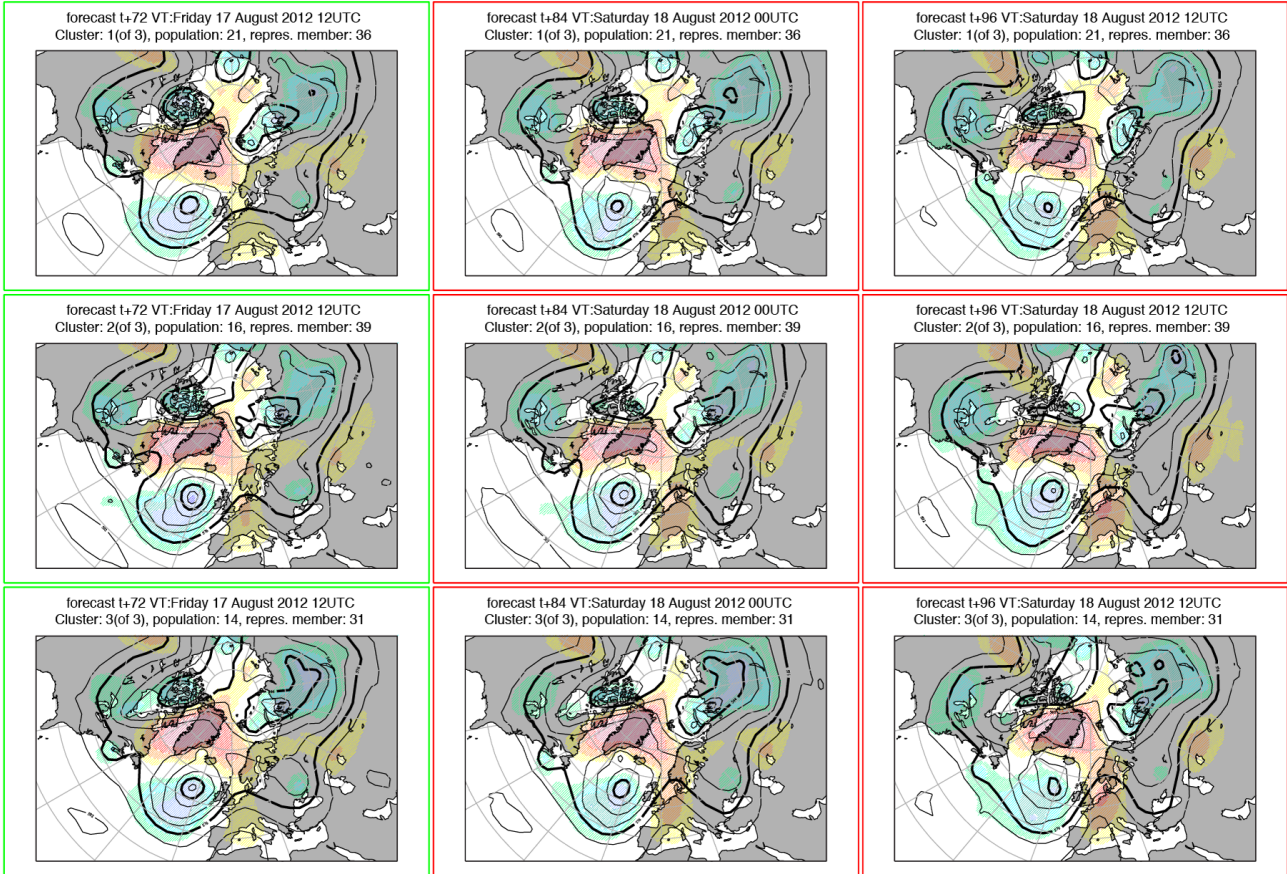 forecast t+72 VT:Friday 17 August 2012 12UTC
Cluster: 1(of 3), population: 21, repres. member: 36
forecast t+84 VT:Saturday 18 August 2012 00UTC
Cluster: 1(of 3), population: 21, repres. member: 36
forecast t+96 VT:Saturday 18 August 2012 12UTC
Cluster: 1(of 3), population: 21, repres. member: 36
forecast t+72 VT:Friday 17 August 2012 12UTC
Cluster: 2(of 3), population: 16, repres. member: 39
forecast t+84 VT:Saturday 18 August 2012 00UTC
Cluster: 2(of 3), population: 16, repres. member: 39
forecast t+96 VT:Saturday 18 August 2012 12UTC
Cluster: 2(of 3), population: 16, repres. member: 39
forecast t+72 VT:Friday 17 August 2012 12UTC
Cluster: 3(of 3), population: 14, repres. member: 31
forecast t+84 VT:Saturday 18 August 2012 00UTC
Cluster: 3(of 3), population: 14, repres. member: 31
forecast t+96 VT:Saturday 18 August 2012 12UTC
Cluster: 3(of 3), population: 14, repres. member: 31